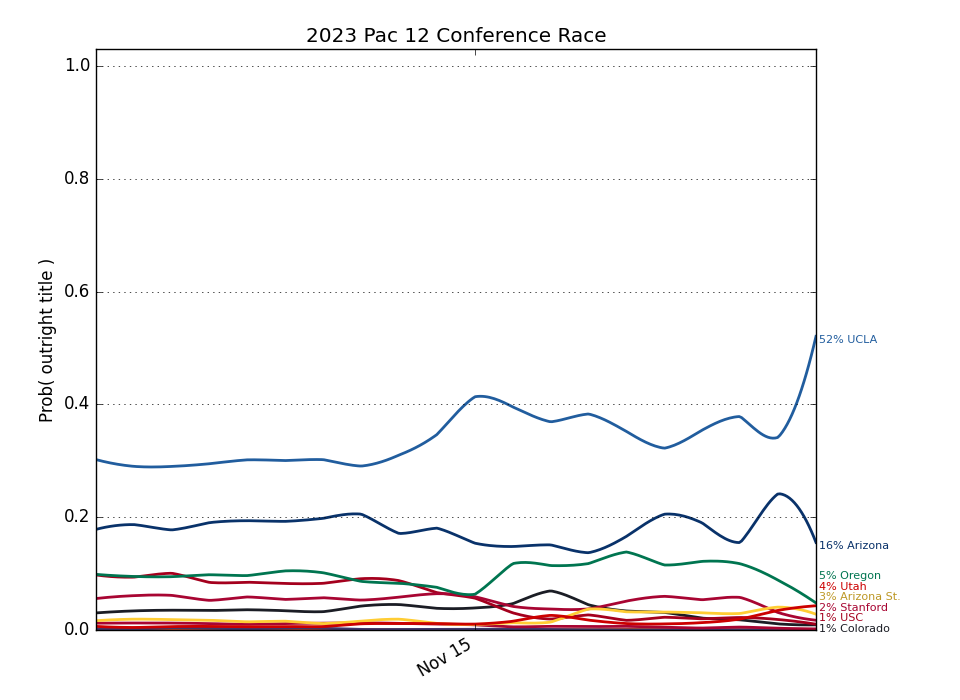 2023 Pac 12 Conference Race
Prob( outright title )
1.0
0.8
0.6
0.4
0.2
0.0
Nov 15
52% UCLA
16% Arizona
5% Oregon
4% Utah
3% Arizona St.
2% Stanford
1% USC
1% Colorado